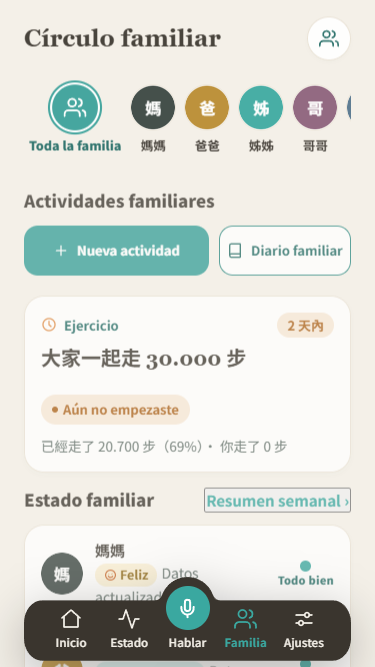 Círculo familiar
媽 爸 姊 哥
Toda la familia 媽媽 爸爸 姊姊 哥哥
Actividades familiares
+ Nueva actividad
Diario familiar
Ejercicio
2 天內
大家一起走 30.000 步
Aún no empezaste
已經走了 20.700 步（69%）· 你走了 0 步
Estado familiar
Resumen semanal ›
媽媽
媽
Feliz Datos
Todo bien
Inicio Estado Hablar Familia Ajustes